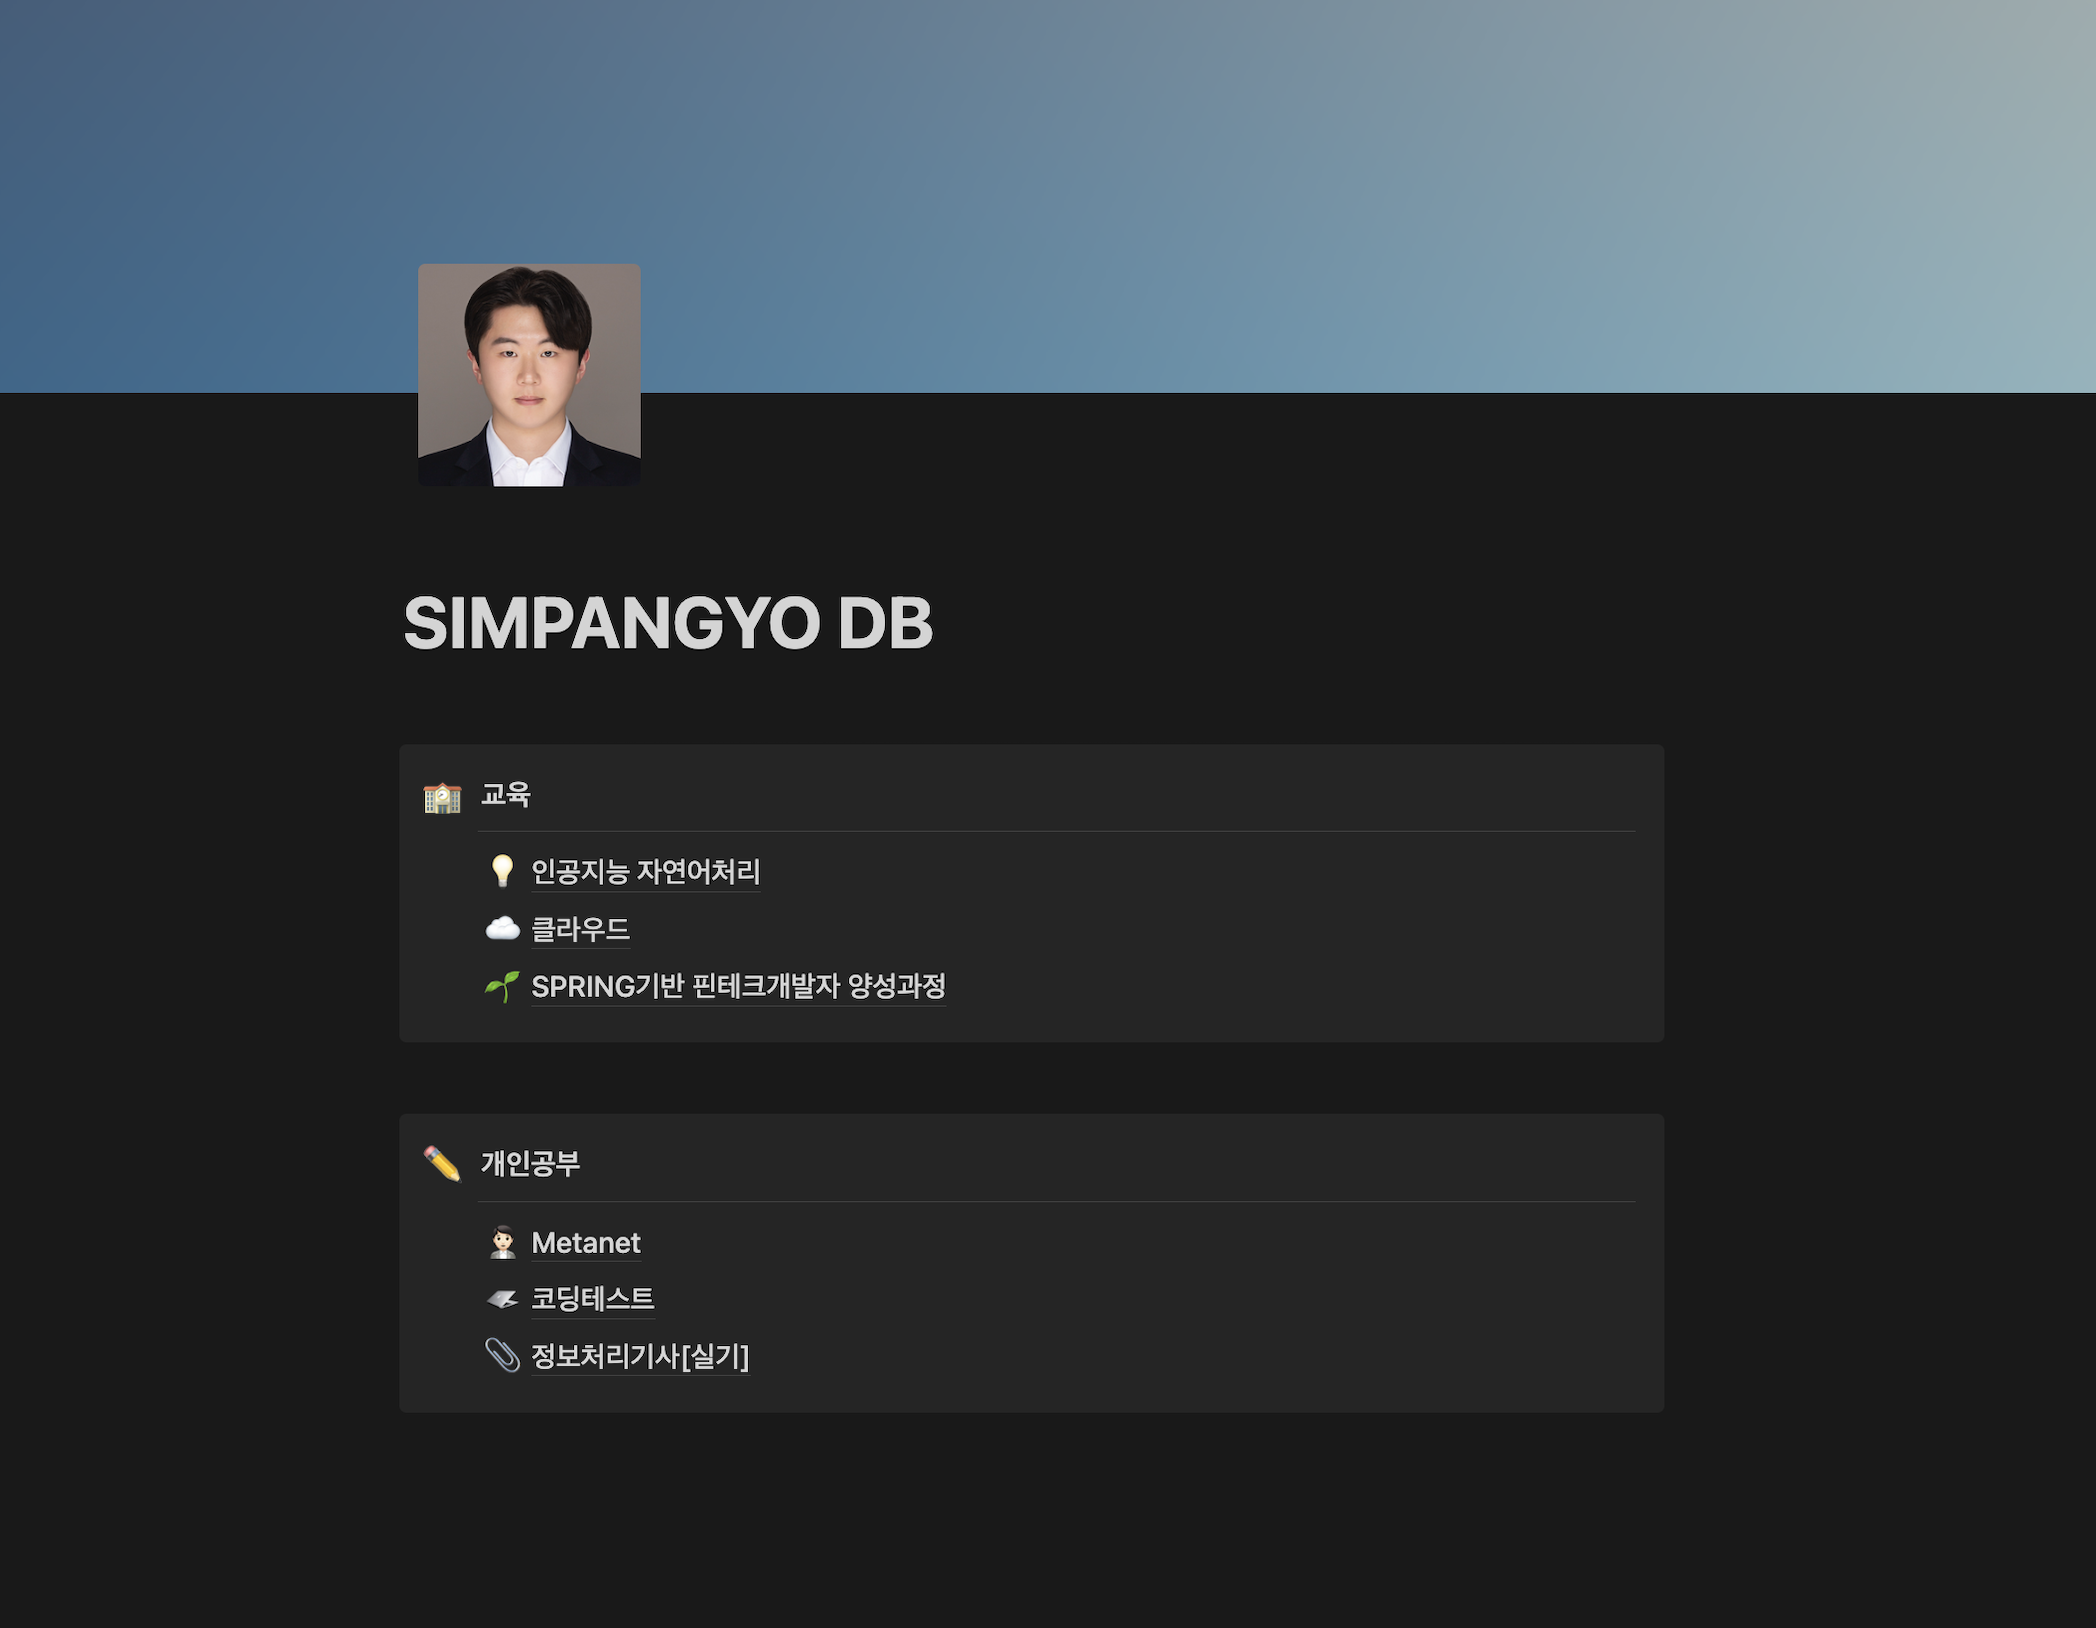 SIMPANGYO DB
교육
인공지능 자연어처리
클라우드
SPRING기반 핀테크개발자 양성과정
개인공부
Metanet
코딩테스트
정보처리기사[실기]